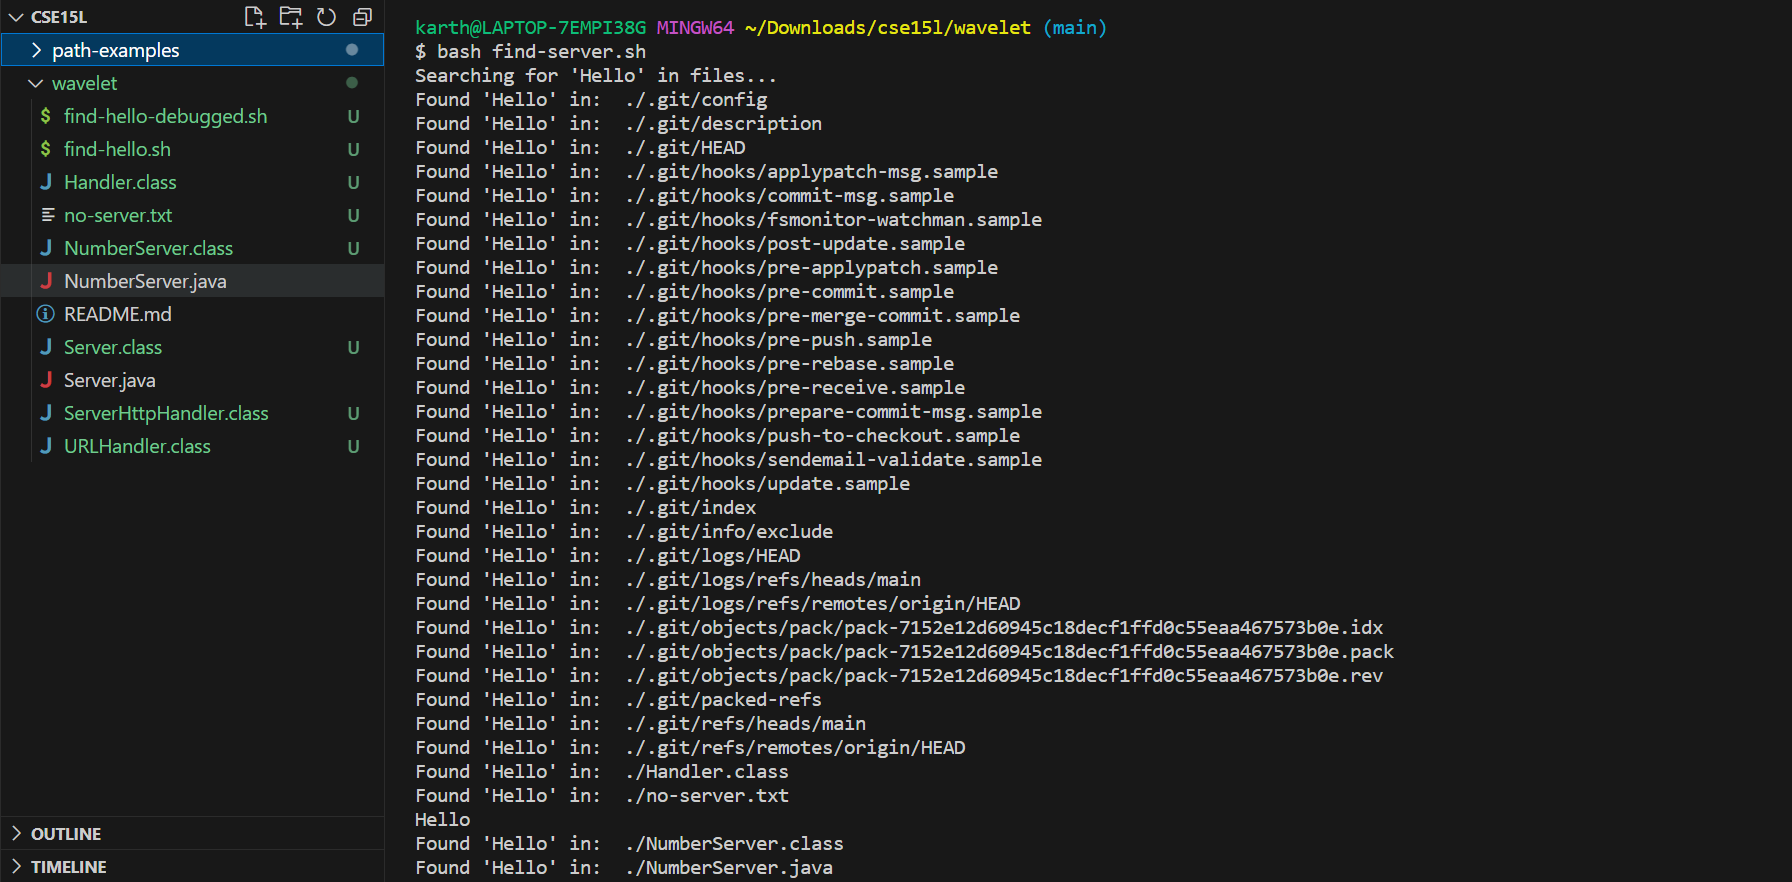 CSE15L
path-examples
wavelet
find-hello-debugged.sh U
find-hello.sh U
Handler.class U
no-server.txt U
NumberServer.class U
NumberServer.java
README.md
Server.class U
Server.java
ServerHttpHandler.class U
URLHandler.class U
OUTLINE
TIMELINE
karth@LAPTOP-7EMPI38G MINGW64 ~/Downloads/cse15l/wavelet (main)
$ bash find-server.sh
Searching for 'Hello' in files...
Found 'Hello' in:  ./.git/config
Found 'Hello' in:  ./.git/description
Found 'Hello' in:  ./.git/HEAD
Found 'Hello' in:  ./.git/hooks/applypatch-msg.sample
Found 'Hello' in:  ./.git/hooks/commit-msg.sample
Found 'Hello' in:  ./.git/hooks/fsmonitor-watchman.sample
Found 'Hello' in:  ./.git/hooks/post-update.sample
Found 'Hello' in:  ./.git/hooks/pre-applypatch.sample
Found 'Hello' in:  ./.git/hooks/pre-commit.sample
Found 'Hello' in:  ./.git/hooks/pre-merge-commit.sample
Found 'Hello' in:  ./.git/hooks/pre-push.sample
Found 'Hello' in:  ./.git/hooks/pre-rebase.sample
Found 'Hello' in:  ./.git/hooks/pre-receive.sample
Found 'Hello' in:  ./.git/hooks/prepare-commit-msg.sample
Found 'Hello' in:  ./.git/hooks/push-to-checkout.sample
Found 'Hello' in:  ./.git/hooks/sendemail-validate.sample
Found 'Hello' in:  ./.git/hooks/update.sample
Found 'Hello' in:  ./.git/index
Found 'Hello' in:  ./.git/info/exclude
Found 'Hello' in:  ./.git/logs/HEAD
Found 'Hello' in:  ./.git/logs/refs/heads/main
Found 'Hello' in:  ./.git/logs/refs/remotes/origin/HEAD
Found 'Hello' in:  ./.git/objects/pack/pack-7152e12d60945c18decf1ffd0c55eaa467573b0e.idx
Found 'Hello' in:  ./.git/objects/pack/pack-7152e12d60945c18decf1ffd0c55eaa467573b0e.pack
Found 'Hello' in:  ./.git/objects/pack/pack-7152e12d60945c18decf1ffd0c55eaa467573b0e.rev
Found 'Hello' in:  ./.git/packed-refs
Found 'Hello' in:  ./.git/refs/heads/main
Found 'Hello' in:  ./.git/refs/remotes/origin/HEAD
Found 'Hello' in:  ./Handler.class
Found 'Hello' in:  ./no-server.txt
Hello
Found 'Hello' in:  ./NumberServer.class
Found 'Hello' in:  ./NumberServer.java